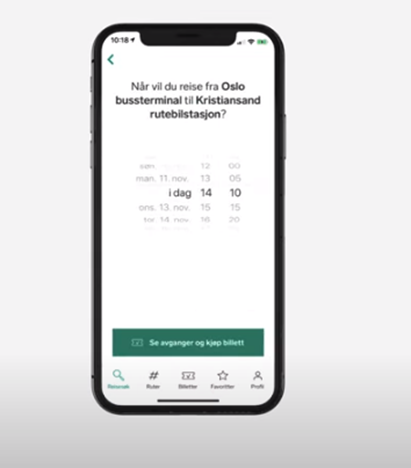 10:18
Når vil du reise fra Oslo
bussterminal til Kristiansand
rutebilstasjon?
søn. 12 00
man. 11. nov. 13 05
i dag 14 10
ons. 13. nov. 15 15
tor. 14. nov. 16 20
Se avganger og kjøp billett
Reisesøk # Ruter Billetter Favoritter Profil